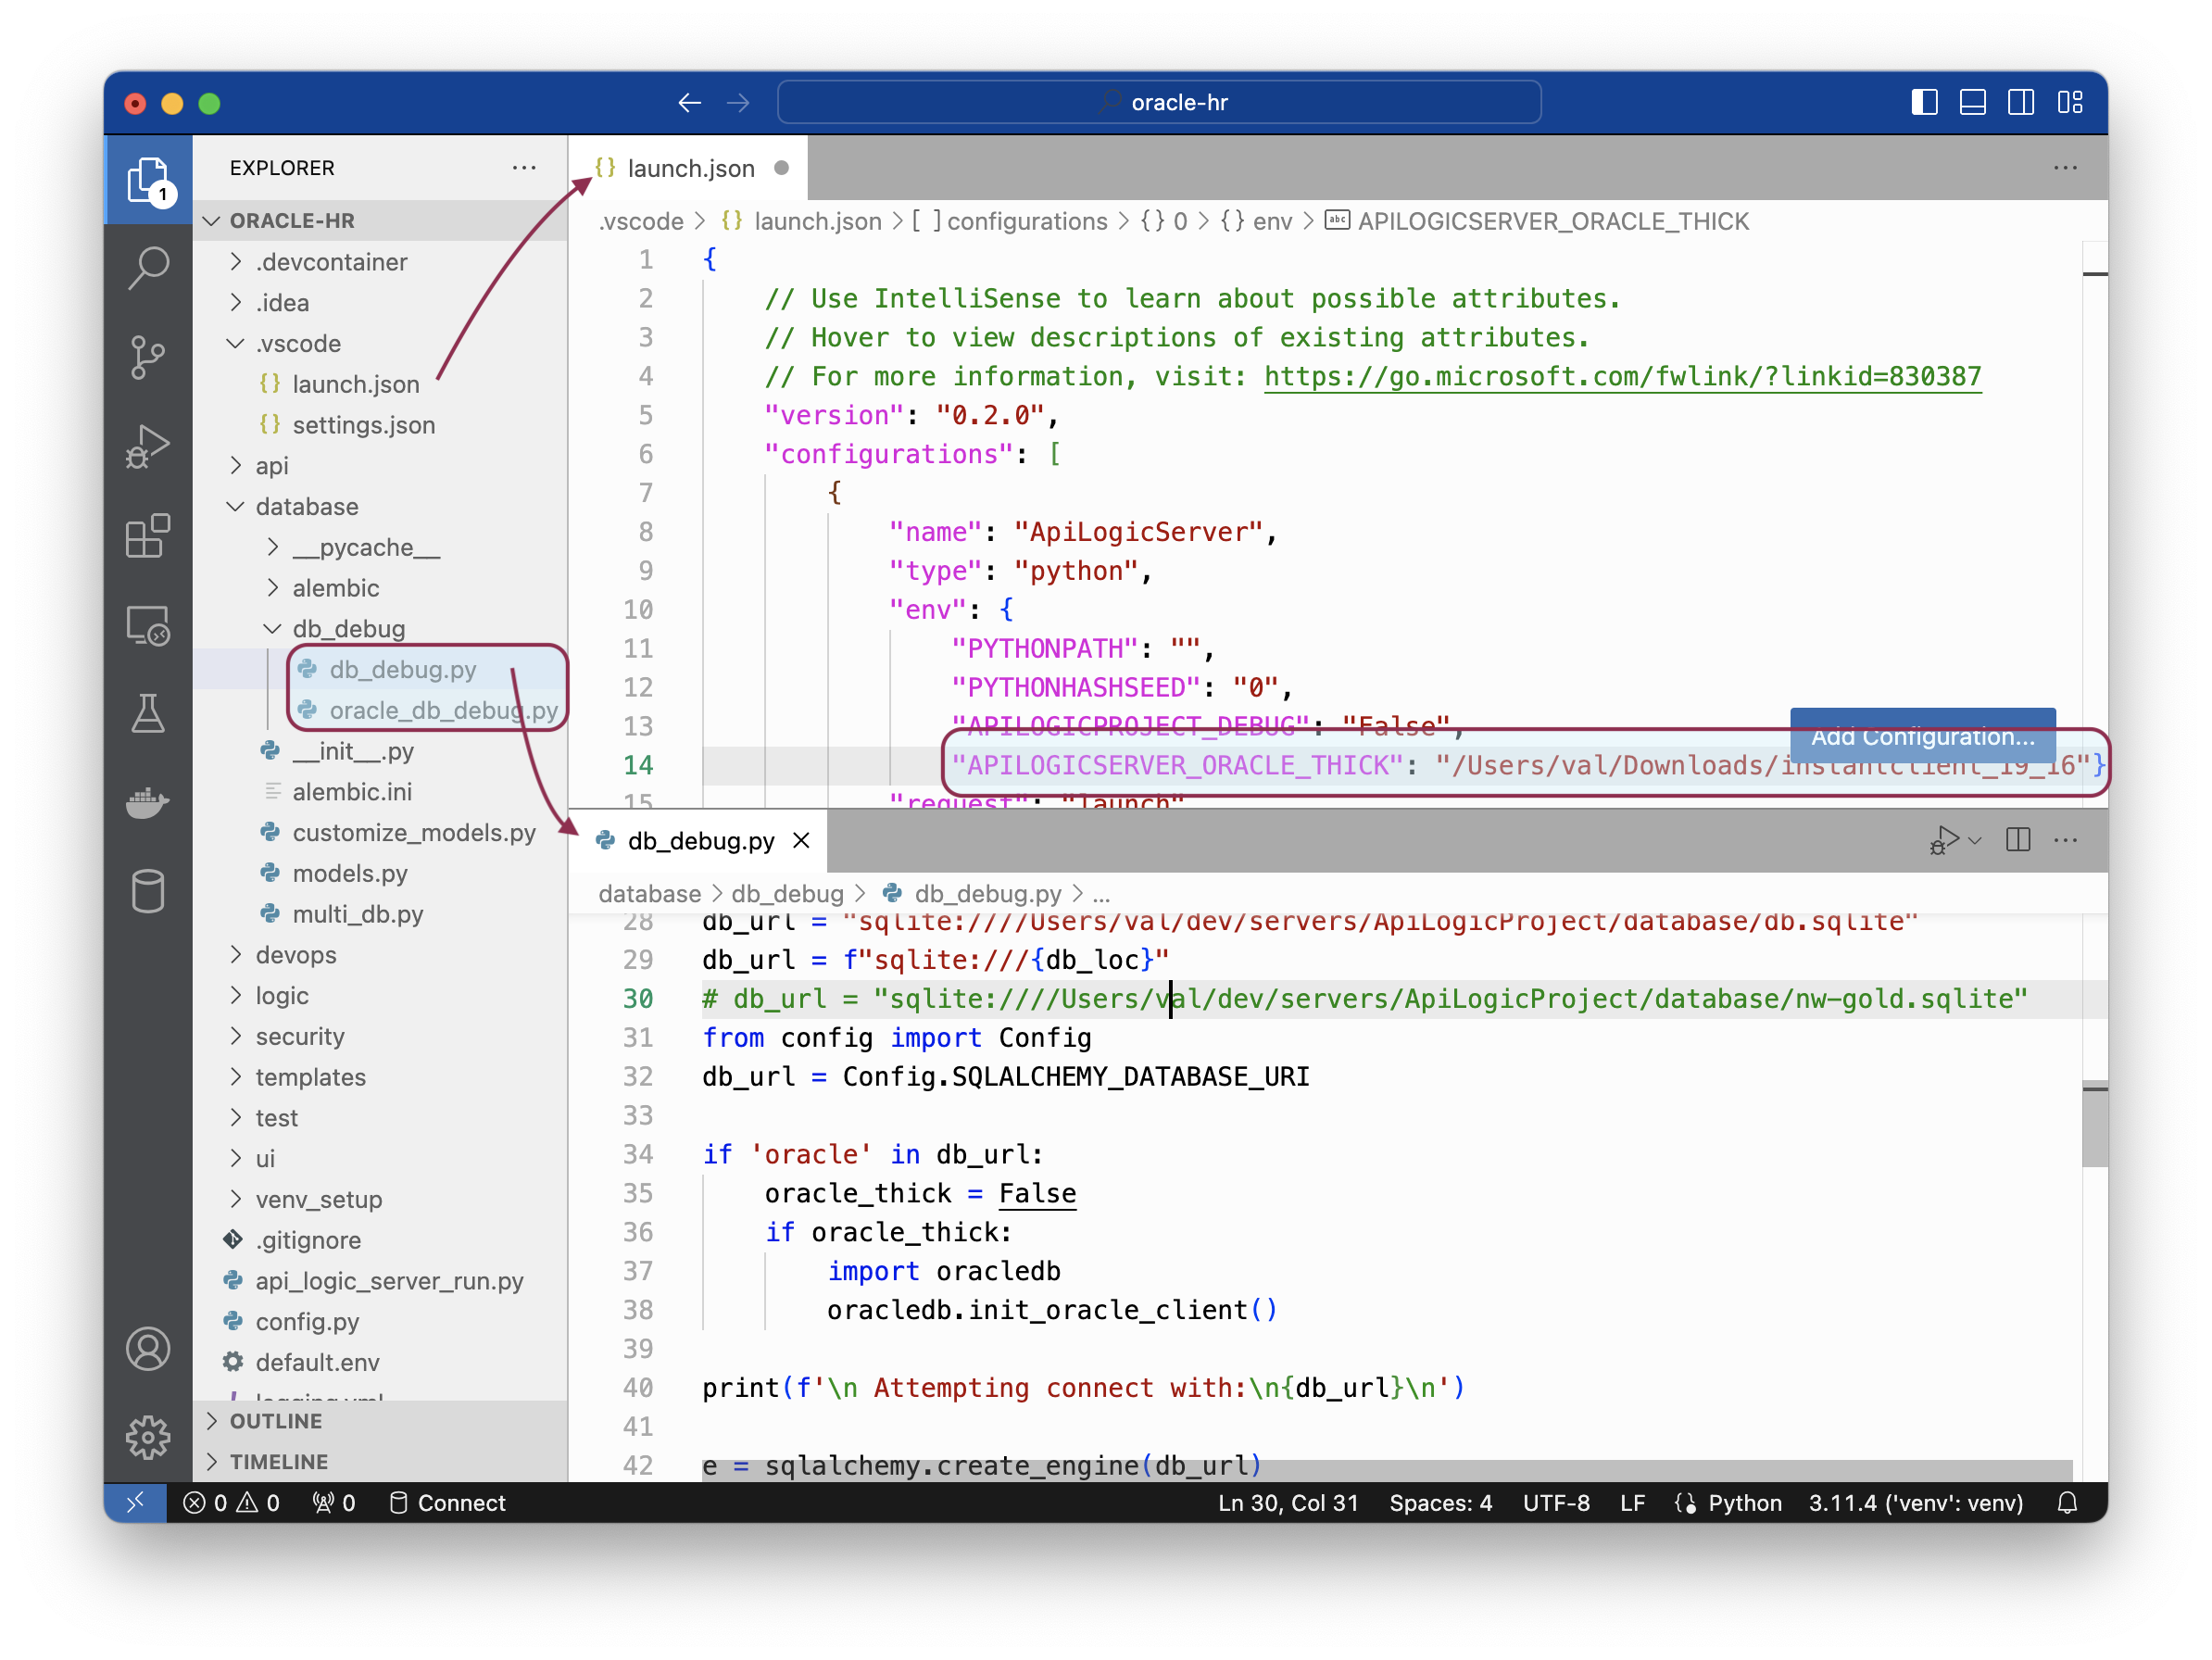 oracle-hr
EXPLORER
1
ORACLE-HR
.devcontainer
.idea
.vscode
{} launch.json
{} settings.json
api
database
__pycache__
alembic
db_debug
db_debug.py
oracle_db_debug.py
__init__.py
alembic.ini
customize_models.py
models.py
multi_db.py
devops
logic
security
templates
test
ui
venv_setup
.gitignore
api_logic_server_run.py
config.py
default.env
logging.yml
OUTLINE
TIMELINE
{} launch.json
.vscode > {} launch.json > [ ] configurations > {} 0 > {} env > abc APILOGICSERVER_ORACLE_THICK
1 {
2 // Use IntelliSense to learn about possible attributes.
3 // Hover to view descriptions of existing attributes.
4 // For more information, visit: https://go.microsoft.com/fwlink/?linkid=830387
5 "version": "0.2.0",
6 "configurations": [
7 {
8 "name": "ApiLogicServer",
9 "type": "python",
10 "env": {
11 "PYTHONPATH": "",
12 "PYTHONHASHSEED": "0",
13 "APILOGICPROJECT_DEBUG": "False",
Add Configuration...
14 "APILOGICSERVER_ORACLE_THICK": "/Users/val/Downloads/instantclient_19_16"}
15 "request": "launch"
db_debug.py
database > db_debug > db_debug.py > ...
28 db_url = "sqlite:////Users/val/dev/servers/ApiLogicProject/database/db.sqlite"
29 db_url = f"sqlite:///{db_loc}"
30 # db_url = "sqlite:////Users/val/dev/servers/ApiLogicProject/database/nw-gold.sqlite"
31 from config import Config
32 db_url = Config.SQLALCHEMY_DATABASE_URI
33
34 if 'oracle' in db_url:
35 oracle_thick = False
36 if oracle_thick:
37 import oracledb
38 oracledb.init_oracle_client()
39
40 print(f'\n Attempting connect with:\n{db_url}\n')
41
42 e = sqlalchemy.create_engine(db_url)
0 0 0 Connect Ln 30, Col 31 Spaces: 4 UTF-8 LF Python 3.11.4 ('venv': venv)